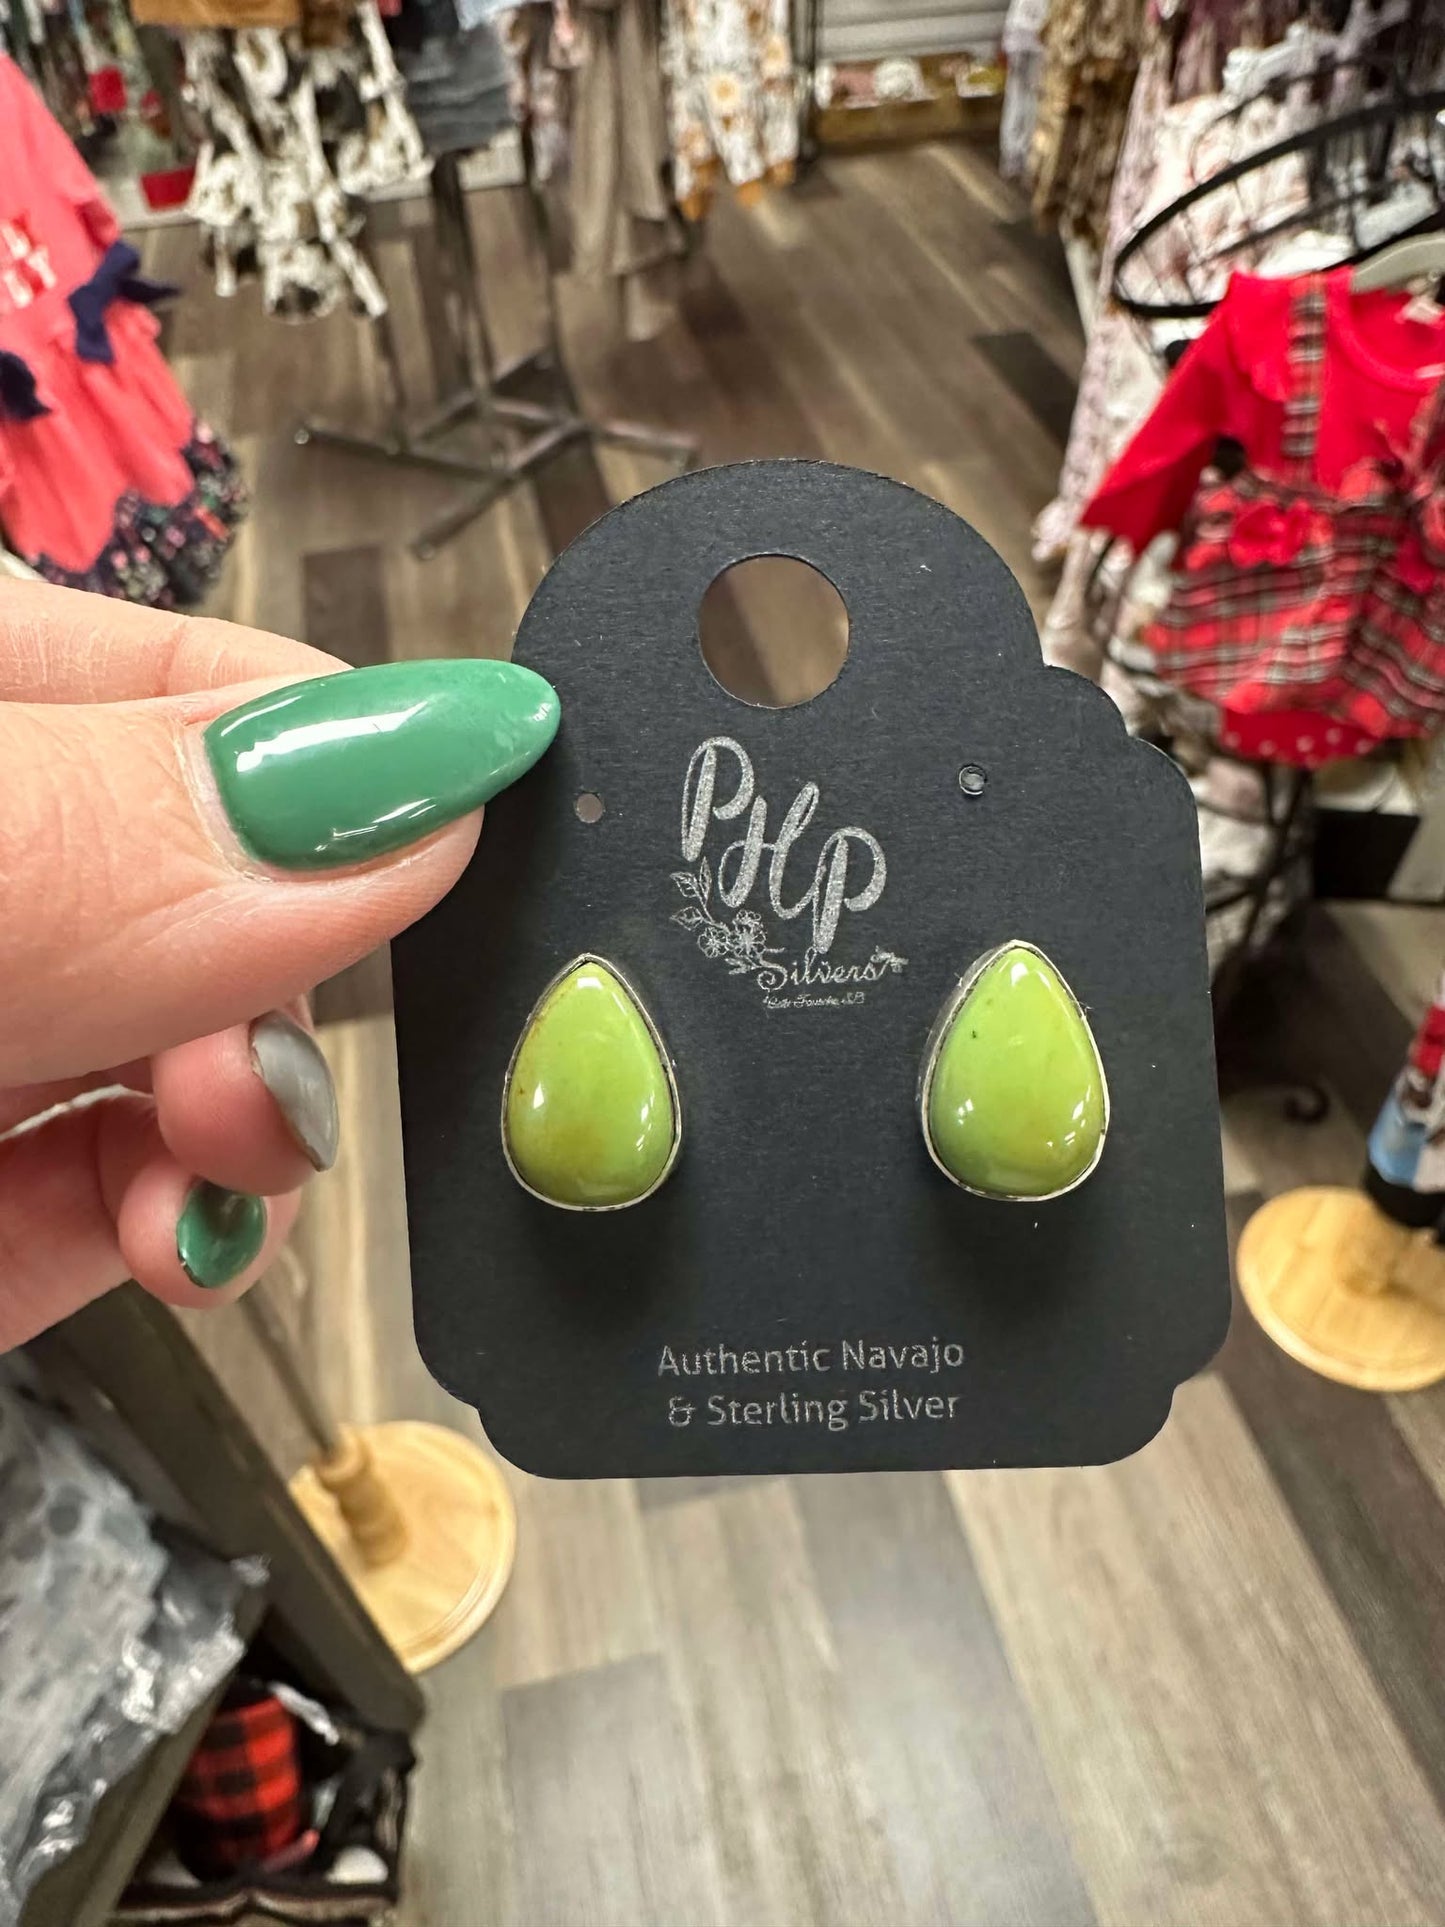 PHP
Silvers
Authentic Navajo
& Sterling Silver